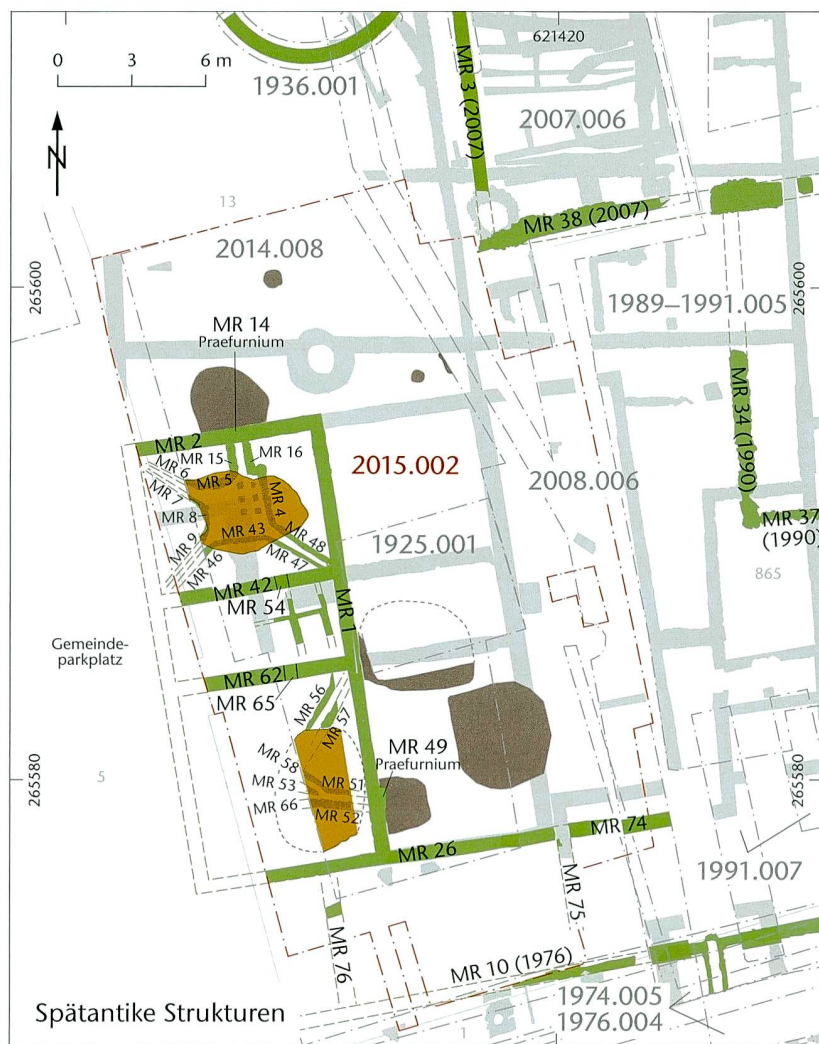 621420
0 3 6 m
1936.001
MR 3 (2007)
2007.006
N
13
MR 38 (2007)
2014.008
265600
1989–1991.005
265600
MR 14
Praefurnium
MR 34 (1990)
MR 2
MR 15
MR 16
MR 6
MR 5
2015.002
2008.006
MR 7
MR 4
MR 8
MR 37
(1990)
MR 43
MR 48
MR 9
MR 46
MR 47
1925.001
865
MR 42
MR 54
MR 1
Gemeinde-
parkplatz
MR 62
MR 65
MR 56
MR 57
MR 49
Praefurnium
5
265580
265580
MR 58
MR 53
MR 51
MR 66
MR 52
MR 26
MR 74
1991.007
MR 75
MR 76
MR 10 (1976)
1974.005
1976.004
Spätantike Strukturen
1